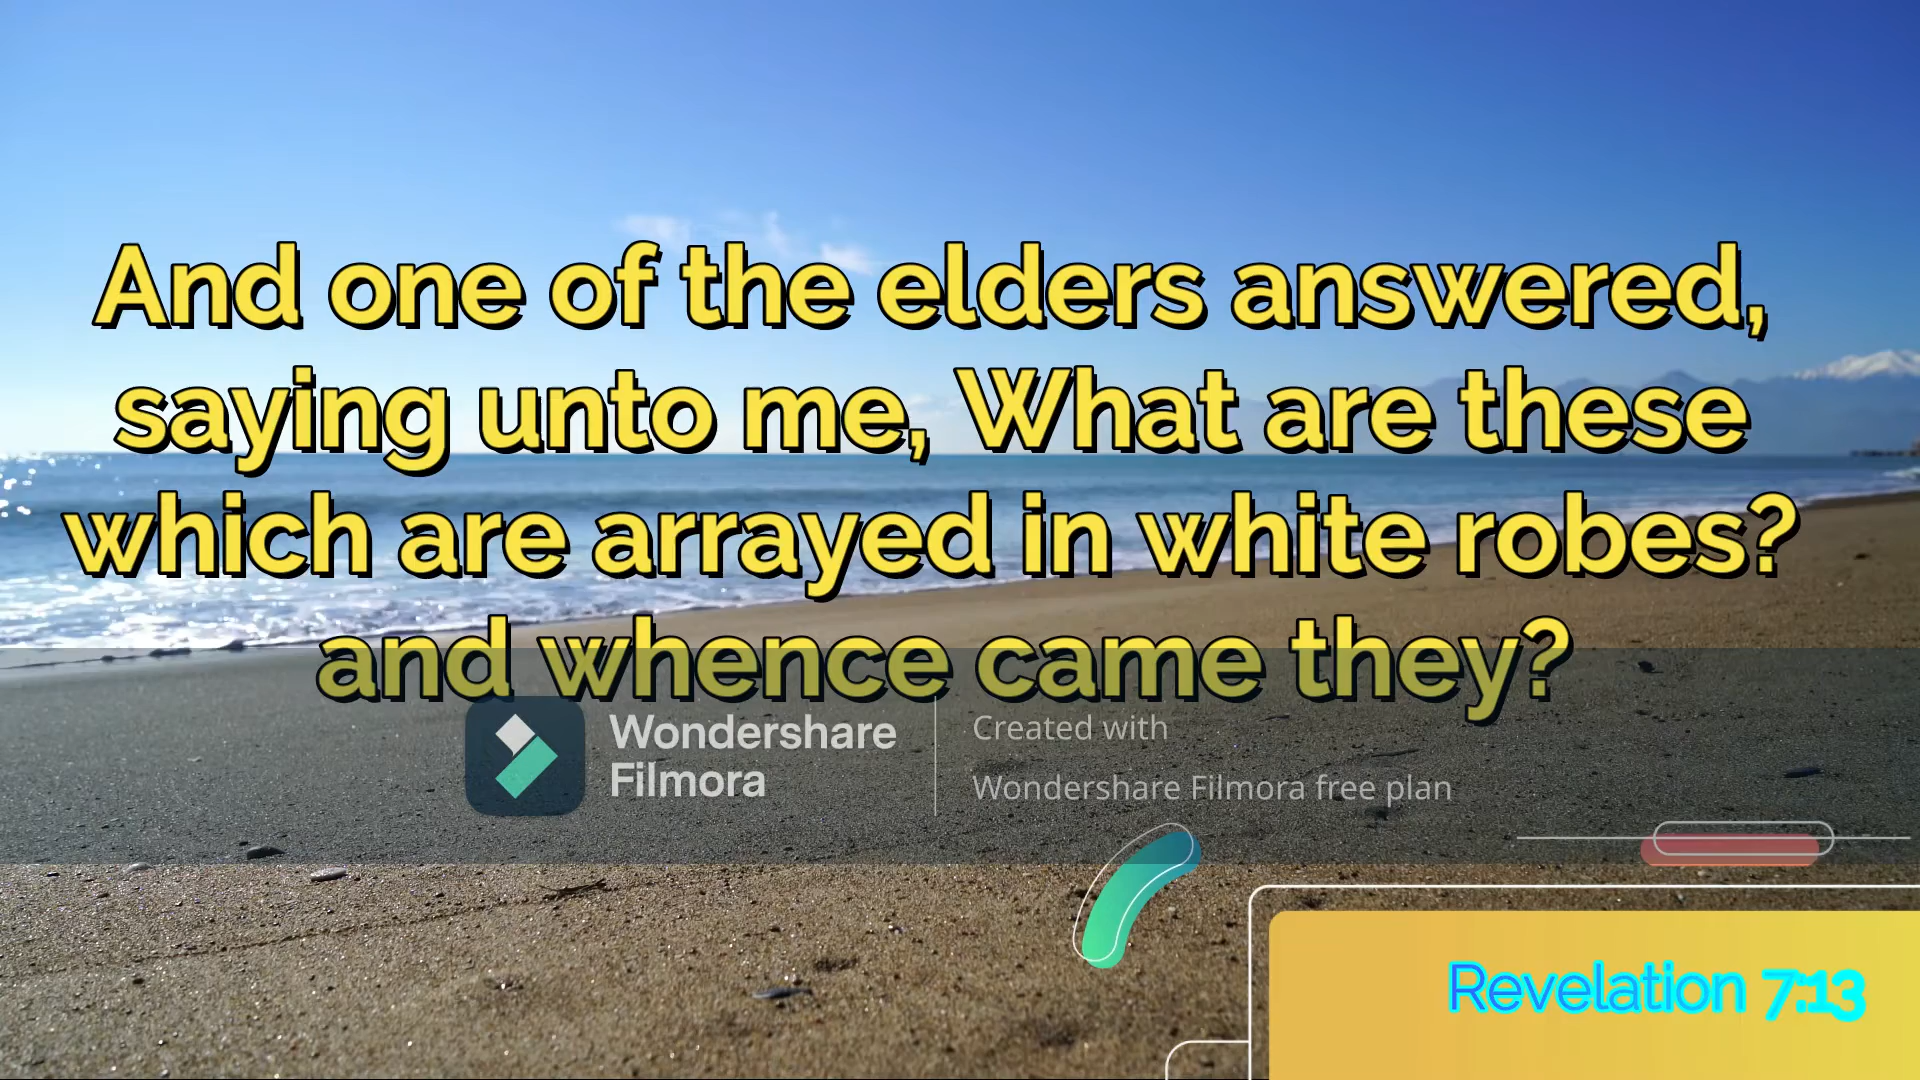 And one of the elders answered,
saying unto me, What are these
which are arrayed in white robes?
and whence came they?
Wondershare
Filmora
Created with
Wondershare Filmora free plan
Revelation 7:13